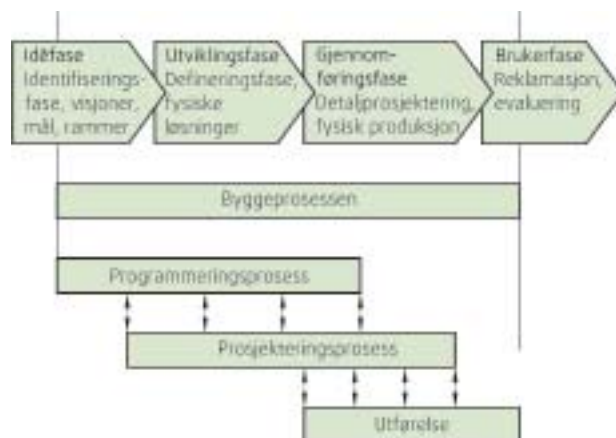 Idéfase
Identifiserings-
fase, visjoner,
mål, rammer
Utviklingsfase
Defineringsfase,
fysiske
løsninger
Gjennom-
føringsfase
Detaljprosjektering,
fysisk produksjon
Brukerfase
Reklamasjon,
evaluering
Byggeprosessen
Programmeringsprosess
Prosjekteringsprosess
Utførelse